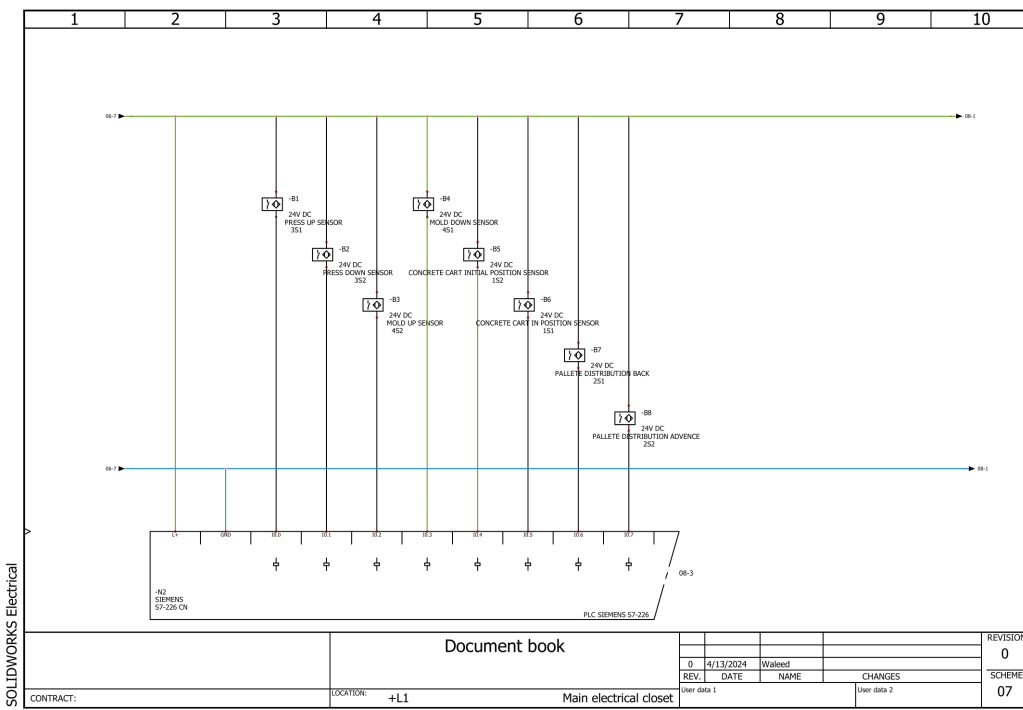 1 2 3 4 5 6 7 8 9 10
06-7 08-1
-B1
24V DC
PRESS UP SENSOR
3S1
-B2
24V DC
PRESS DOWN SENSOR
3S2
-B3
24V DC
MOLD UP SENSOR
4S2
-B4
24V DC
MOLD DOWN SENSOR
4S1
-B5
24V DC
CONCRETE CART INITIAL POSITION SENSOR
1S2
-B6
24V DC
CONCRETE CART IN POSITION SENSOR
1S1
-B7
24V DC
PALLETE DISTRIBUTION BACK
2S1
-B8
24V DC
PALLETE DISTRIBUTION ADVENCE
2S2
06-7 08-1
L+ GND I0.0 I0.1 I0.2 I0.3 I0.4 I0.5 I0.6 I0.7
08-3
-N2
SIEMENS
S7-226 CN
PLC SIEMENS S7-226
SOLIDWORKS Electrical
Document book
CONTRACT:
LOCATION: +L1 Main electrical closet
0 4/13/2024 Waleed
REV. DATE NAME CHANGES
User data 1 User data 2
REVISION
0
SCHEME
07